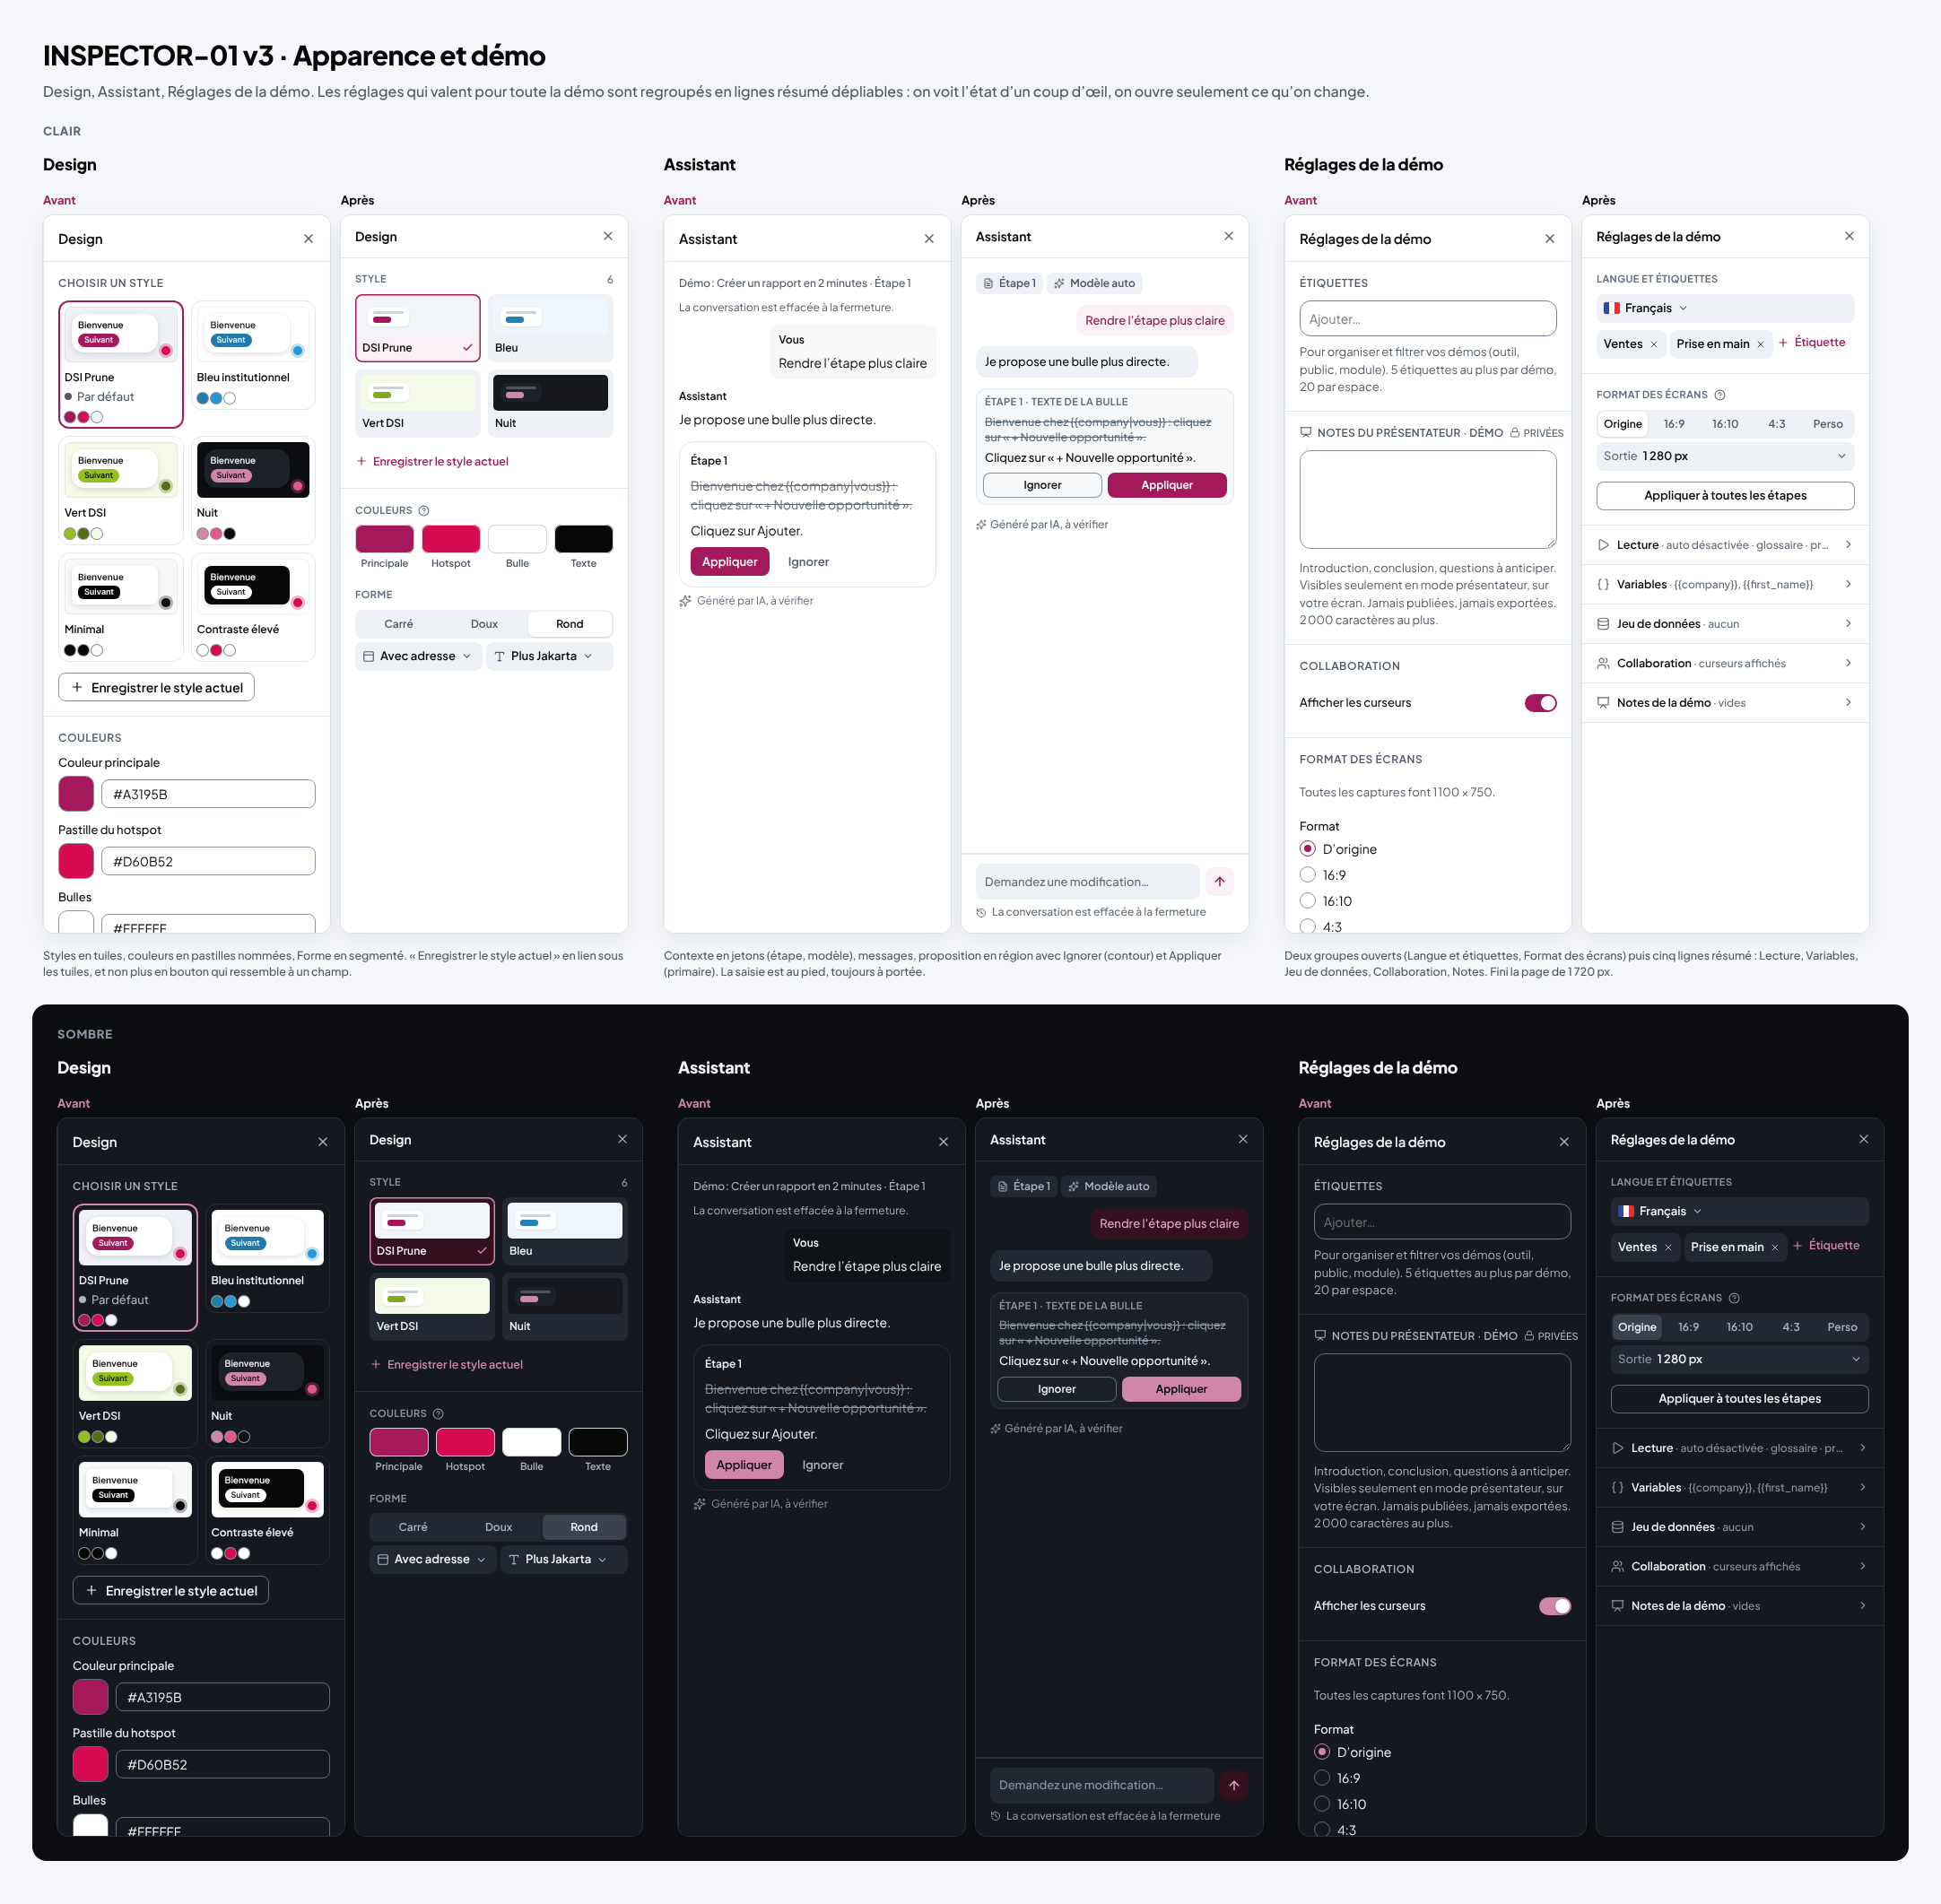 INSPECTOR-01 v3 · Apparence et démo
Design, Assistant, Réglages de la démo. Les réglages qui valent pour toute la démo sont regroupés en lignes résumé dépliables : on voit l'état d'un coup d'œil, on ouvre seulement ce qu'on change.
CLAIR
Design
Avant
Design
CHOISIR UN STYLE
Bienvenue
Suivant
DSI Prune
Par défaut
Bienvenue
Suivant
Bleu institutionnel
Bienvenue
Suivant
Vert DSI
Bienvenue
Suivant
Nuit
Bienvenue
Suivant
Minimal
Bienvenue
Suivant
Contraste élevé
Enregistrer le style actuel
COULEURS
Couleur principale
#A3195B
Pastille du hotspot
#D60B52
Bulles
#FFFFFF
Après
Design
STYLE 6
DSI Prune
Bleu
Vert DSI
Nuit
Enregistrer le style actuel
COULEURS
Principale Hotspot Bulle Texte
FORME
Carré Doux Rond
Avec adresse Plus Jakarta
Styles en tuiles, couleurs en pastilles nommées, Forme en segmenté. « Enregistrer le style actuel » en lien sous
les tuiles, et non plus en bouton qui ressemble à un champ.
Assistant
Avant
Assistant
Démo : Créer un rapport en 2 minutes · Étape 1
La conversation est effacée à la fermeture.
Vous
Rendre l'étape plus claire
Assistant
Je propose une bulle plus directe.
Étape 1
Bienvenue chez {{company|vous}} :
cliquez sur « + Nouvelle opportunité ».
Cliquez sur Ajouter.
Appliquer Ignorer
Généré par IA, à vérifier
Après
Assistant
Étape 1 Modèle auto
Rendre l'étape plus claire
Je propose une bulle plus directe.
ÉTAPE 1 · TEXTE DE LA BULLE
Bienvenue chez {{company|vous}} : cliquez
sur « + Nouvelle opportunité ».
Cliquez sur « + Nouvelle opportunité ».
Ignorer Appliquer
Généré par IA, à vérifier
Demandez une modification…
La conversation est effacée à la fermeture
Contexte en jetons (étape, modèle), messages, proposition en région avec Ignorer (contour) et Appliquer
(primaire). La saisie est au pied, toujours à portée.
Réglages de la démo
Avant
Réglages de la démo
ÉTIQUETTES
Ajouter…
Pour organiser et filtrer vos démos (outil,
public, module). 5 étiquettes au plus par démo,
20 par espace.
NOTES DU PRÉSENTATEUR · DÉMO PRIVÉES
Introduction, conclusion, questions à anticiper.
Visibles seulement en mode présentateur, sur
votre écran. Jamais publiées, jamais exportées.
2 000 caractères au plus.
COLLABORATION
Afficher les curseurs
FORMAT DES ÉCRANS
Toutes les captures font 1 100 × 750.
Format
D'origine
16:9
16:10
4:3
Après
Réglages de la démo
LANGUE ET ÉTIQUETTES
Français
Ventes Prise en main Étiquette
FORMAT DES ÉCRANS
Origine 16:9 16:10 4:3 Perso
Sortie 1 280 px
Appliquer à toutes les étapes
Lecture · auto désactivée · glossaire · pr…
Variables · {{company}}, {{first_name}}
Jeu de données · aucun
Collaboration · curseurs affichés
Notes de la démo · vides
Deux groupes ouverts (Langue et étiquettes, Format des écrans) puis cinq lignes résumé : Lecture, Variables,
Jeu de données, Collaboration, Notes. Fini la page de 1 720 px.
SOMBRE
Design
Avant
Design
CHOISIR UN STYLE
Bienvenue
Suivant
DSI Prune
Par défaut
Bienvenue
Suivant
Bleu institutionnel
Bienvenue
Suivant
Vert DSI
Bienvenue
Suivant
Nuit
Bienvenue
Suivant
Minimal
Bienvenue
Suivant
Contraste élevé
Enregistrer le style actuel
COULEURS
Couleur principale
#A3195B
Pastille du hotspot
#D60B52
Bulles
#FFFFFF
Après
Design
STYLE 6
DSI Prune
Bleu
Vert DSI
Nuit
Enregistrer le style actuel
COULEURS
Principale Hotspot Bulle Texte
FORME
Carré Doux Rond
Avec adresse Plus Jakarta
Assistant
Avant
Assistant
Démo : Créer un rapport en 2 minutes · Étape 1
La conversation est effacée à la fermeture.
Vous
Rendre l'étape plus claire
Assistant
Je propose une bulle plus directe.
Étape 1
Bienvenue chez {{company|vous}} :
cliquez sur « + Nouvelle opportunité ».
Cliquez sur Ajouter.
Appliquer Ignorer
Généré par IA, à vérifier
Après
Assistant
Étape 1 Modèle auto
Rendre l'étape plus claire
Je propose une bulle plus directe.
ÉTAPE 1 · TEXTE DE LA BULLE
Bienvenue chez {{company|vous}} : cliquez
sur « + Nouvelle opportunité ».
Cliquez sur « + Nouvelle opportunité ».
Ignorer Appliquer
Généré par IA, à vérifier
Demandez une modification…
La conversation est effacée à la fermeture
Réglages de la démo
Avant
Réglages de la démo
ÉTIQUETTES
Ajouter…
Pour organiser et filtrer vos démos (outil,
public, module). 5 étiquettes au plus par démo,
20 par espace.
NOTES DU PRÉSENTATEUR · DÉMO PRIVÉES
Introduction, conclusion, questions à anticiper.
Visibles seulement en mode présentateur, sur
votre écran. Jamais publiées, jamais exportées.
2 000 caractères au plus.
COLLABORATION
Afficher les curseurs
FORMAT DES ÉCRANS
Toutes les captures font 1 100 × 750.
Format
D'origine
16:9
16:10
4:3
Après
Réglages de la démo
LANGUE ET ÉTIQUETTES
Français
Ventes Prise en main Étiquette
FORMAT DES ÉCRANS
Origine 16:9 16:10 4:3 Perso
Sortie 1 280 px
Appliquer à toutes les étapes
Lecture · auto désactivée · glossaire · pr…
Variables · {{company}}, {{first_name}}
Jeu de données · aucun
Collaboration · curseurs affichés
Notes de la démo · vides